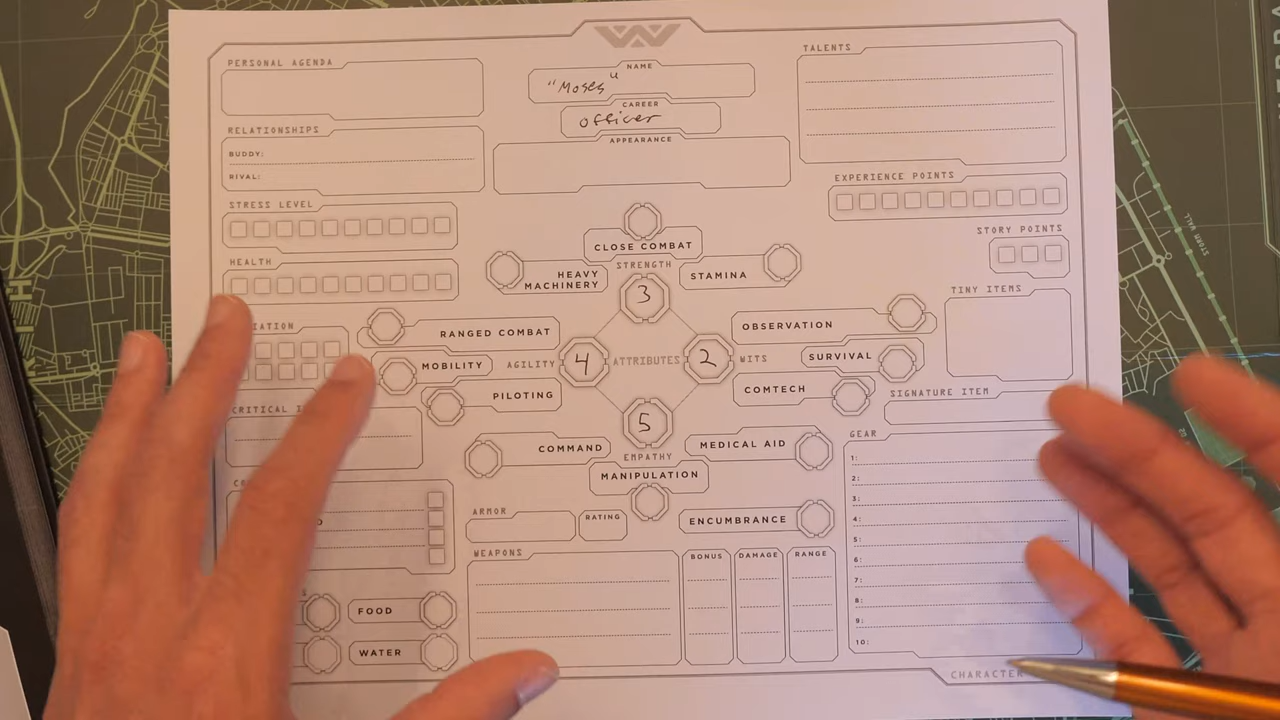 PERSONAL AGENDA
RELATIONSHIPS
BUDDY:
RIVAL:
STRESS LEVEL
HEALTH
NAME
"Moses"
CAREER
officer
APPEARANCE
TALENTS
EXPERIENCE POINTS
STORY POINTS
TINY ITEMS
SIGNATURE ITEM
CLOSE COMBAT
HEAVY MACHINERY
STRENGTH
STAMINA
3
RANGED COMBAT
MOBILITY
AGILITY
PILOTING
4
ATTRIBUTES
2
WITS
OBSERVATION
SURVIVAL
COMTECH
5
EMPATHY
COMMAND
MANIPULATION
MEDICAL AID
ARMOR
RATING
ENCUMBRANCE
WEAPONS
BONUS
DAMAGE
RANGE
FOOD
WATER
GEAR
1:
2:
3:
4:
5:
6:
7:
8:
9:
10: